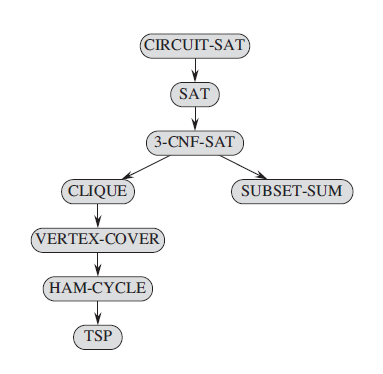 CIRCUIT-SAT
SAT
3-CNF-SAT
CLIQUE
SUBSET-SUM
VERTEX-COVER
HAM-CYCLE
TSP